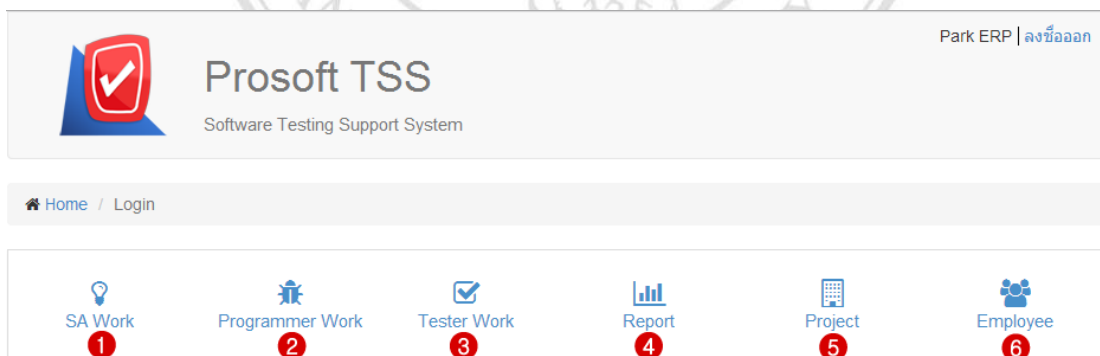 Park ERP | ลงชื่อออก
Prosoft TSS
Software Testing Support System
Home / Login
SA Work
Programmer Work
Tester Work
Report
Project
Employee
1
2
3
4
5
6